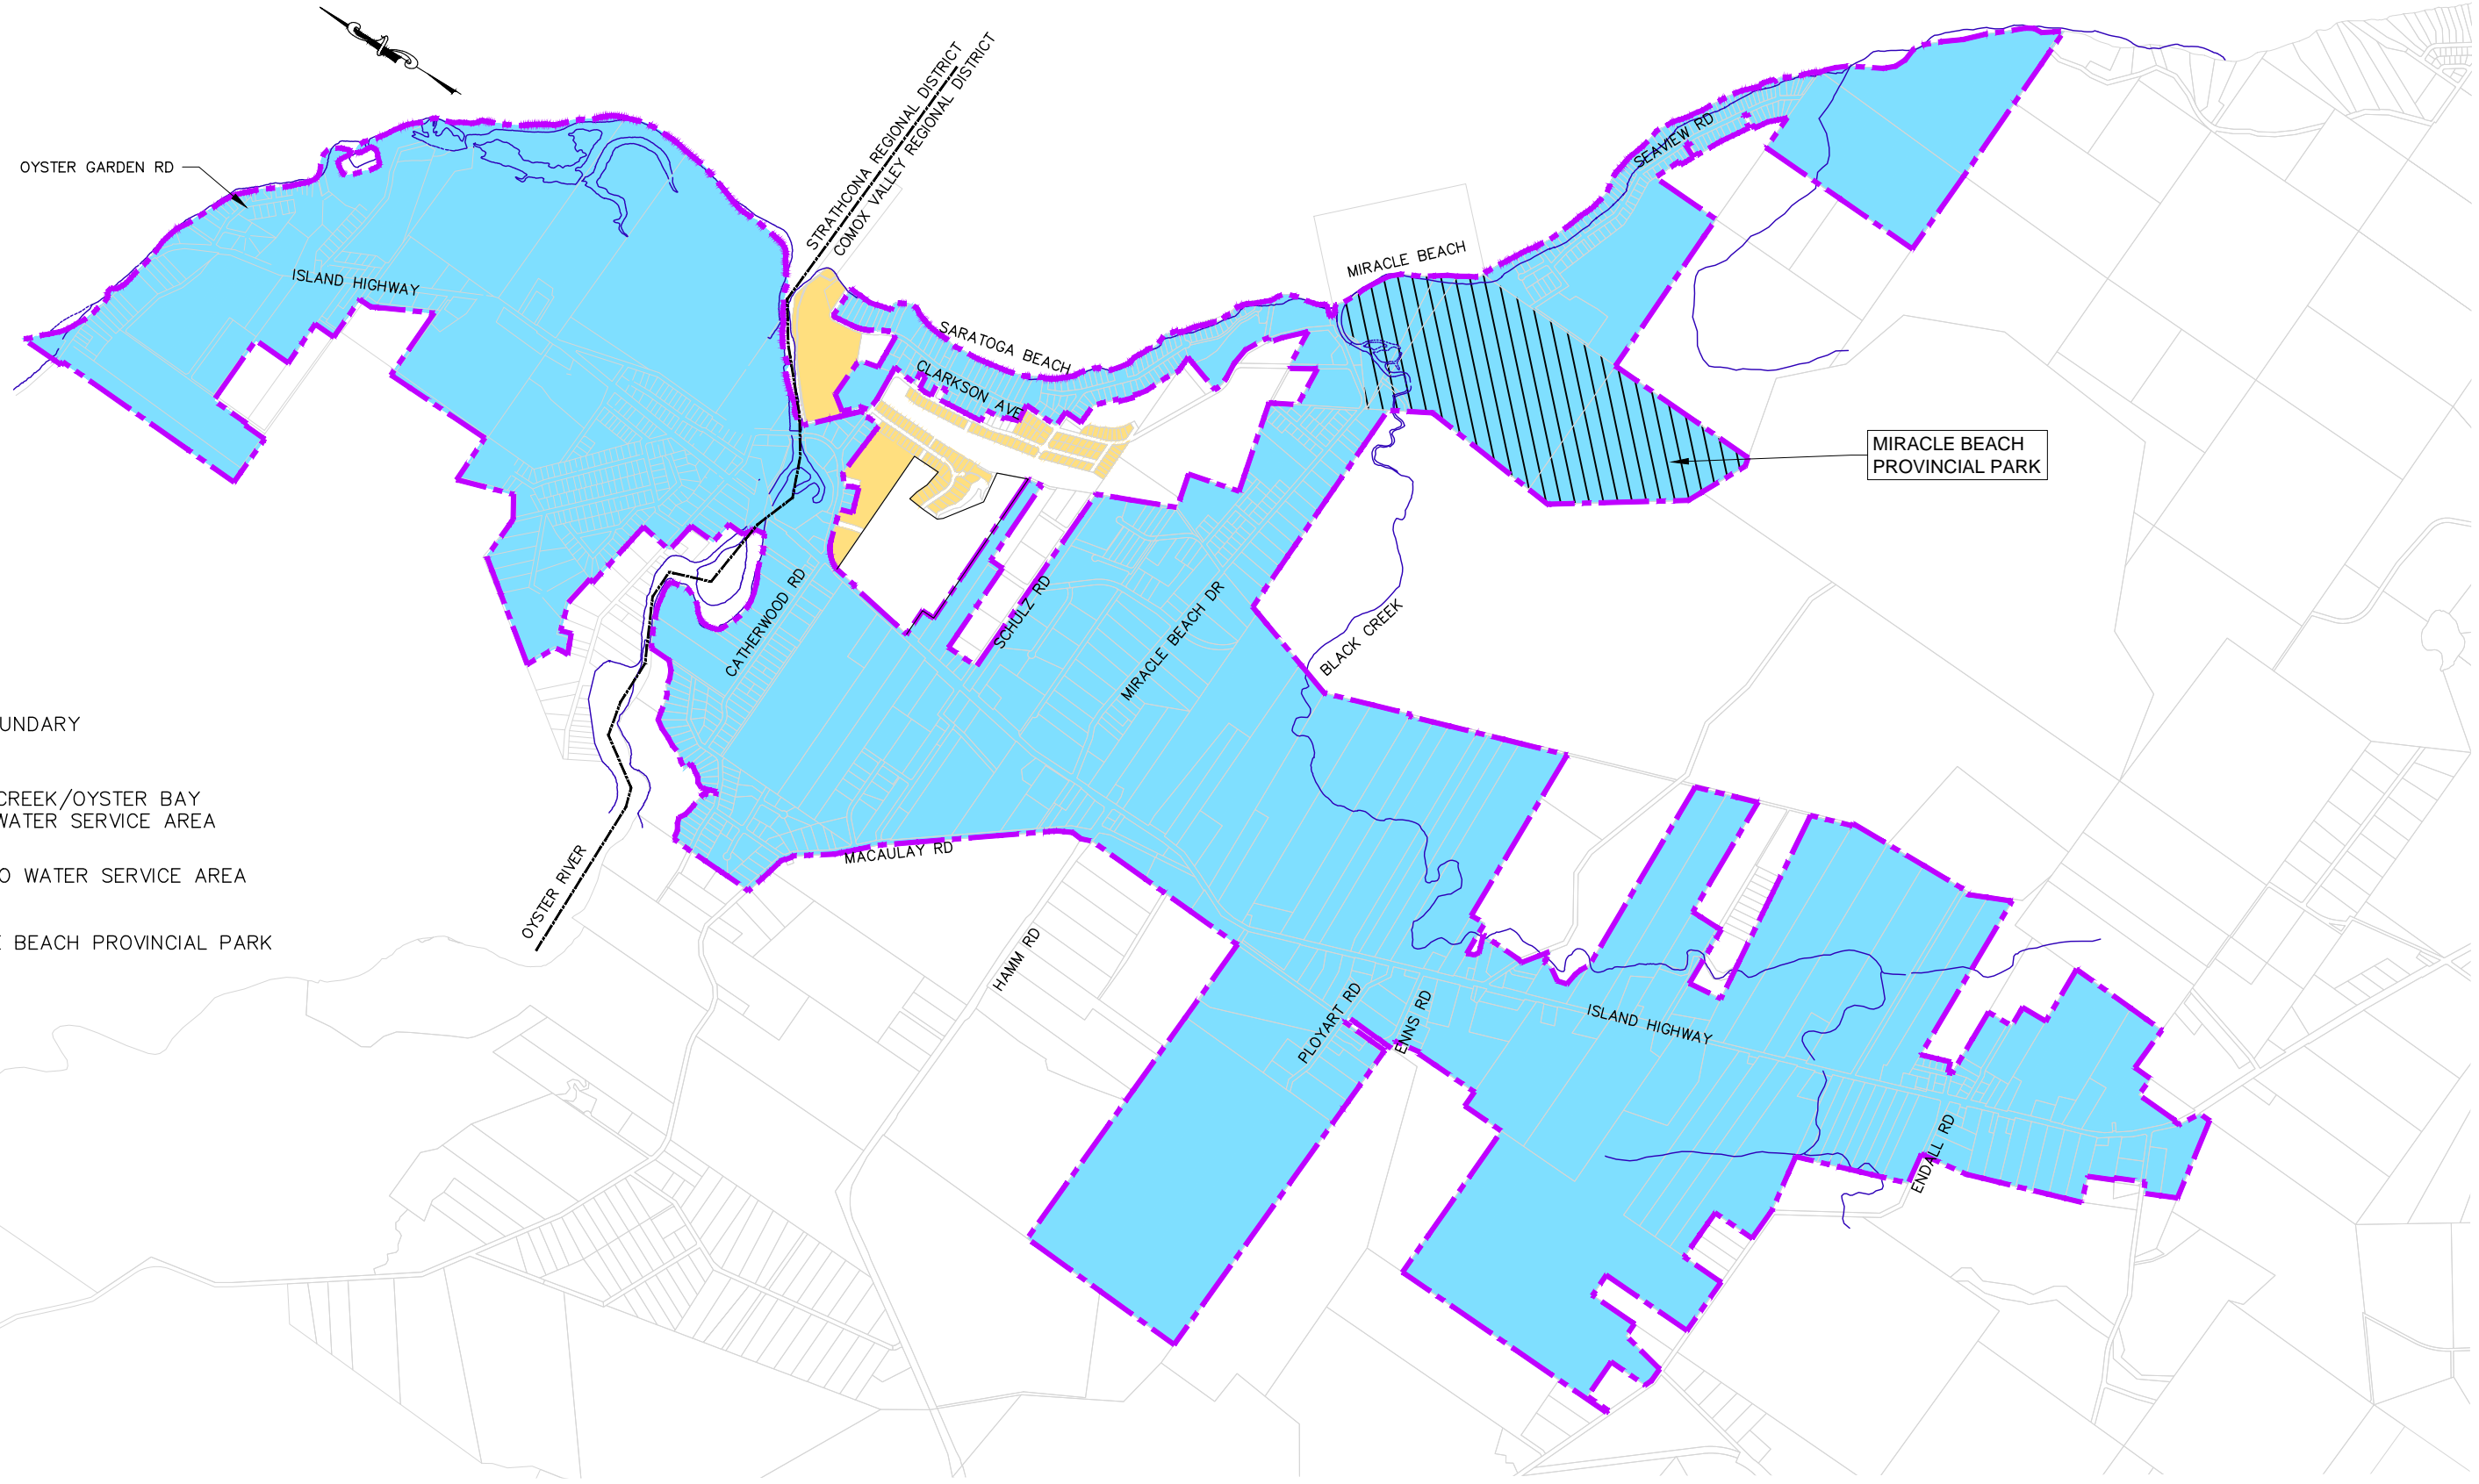 STRATHCONA REGIONAL DISTRICT
COMOX VALLEY REGIONAL DISTRICT
OYSTER GARDEN RD
ISLAND HIGHWAY
SEAVIEW RD
MIRACLE BEACH
SARATOGA BEACH
CLARKSON AVE
MIRACLE BEACH
PROVINCIAL PARK
CATHERWOOD RD
SCHULZ RD
MIRACLE BEACH DR
BLACK CREEK
UNDARY
CREEK/OYSTER BAY
WATER SERVICE AREA
O WATER SERVICE AREA
E BEACH PROVINCIAL PARK
MACAULAY RD
OYSTER RIVER
HAMM RD
PLOYART RD
ENNS RD
ISLAND HIGHWAY
ENDALL RD